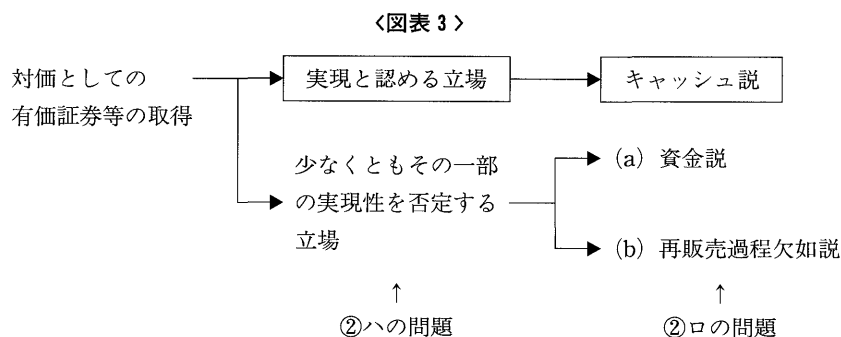 〈図表 3〉
対価としての
有価証券等の取得
実現と認める立場
キャッシュ説
少なくともその一部
の実現性を否定する
立場
(a) 資金説
(b) 再販売過程欠如説
↑
②ハの問題
↑
②ロの問題